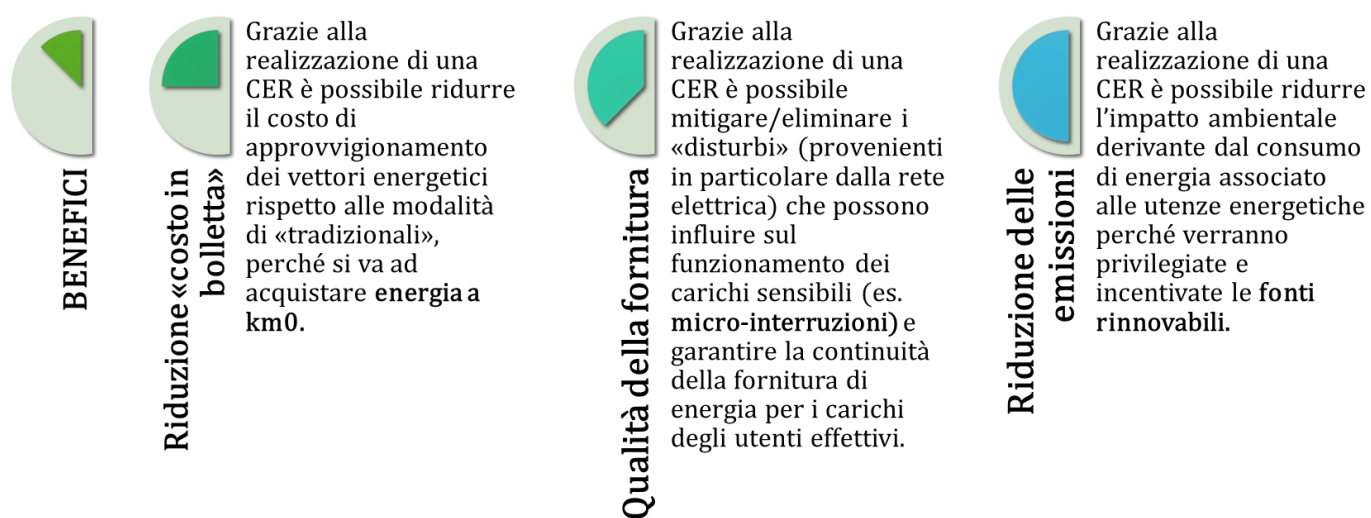 BENEFICI
Riduzione «costo in
bolletta»
Grazie alla
realizzazione di una
CER è possibile ridurre
il costo di
approvvigionamento
dei vettori energetici
rispetto alle modalità
di «tradizionali»,
perché si va ad
acquistare energia a
km0.
Qualità della fornitura
Grazie alla
realizzazione di una
CER è possibile
mitigare/eliminare i
«disturbi» (provenienti
in particolare dalla rete
elettrica) che possono
influire sul
funzionamento dei
carichi sensibili (es.
micro-interruzioni) e
garantire la continuità
della fornitura di
energia per i carichi
degli utenti effettivi.
Riduzione delle
emissioni
Grazie alla
realizzazione di una
CER è possibile ridurre
l'impatto ambientale
derivante dal consumo
di energia associato
alle utenze energetiche
perché verranno
privilegiate e
incentivate le fonti
rinnovabili.